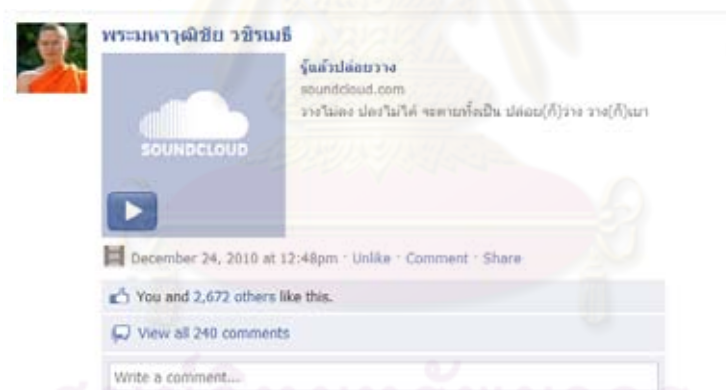 พระมหาวุฒิชัย วชิรเมธี
รู้แล้วปล่อยวาง
soundcloud.com
วางไม่ลง ปลงไม่ได้ จะตายทั้งเป็น ปล่อย(ก็)ว่าง วาง(ก็)เบา
SOUNDCLOUD
December 24, 2010 at 12:48pm · Unlike · Comment · Share
You and 2,672 others like this.
View all 240 comments
Write a comment...